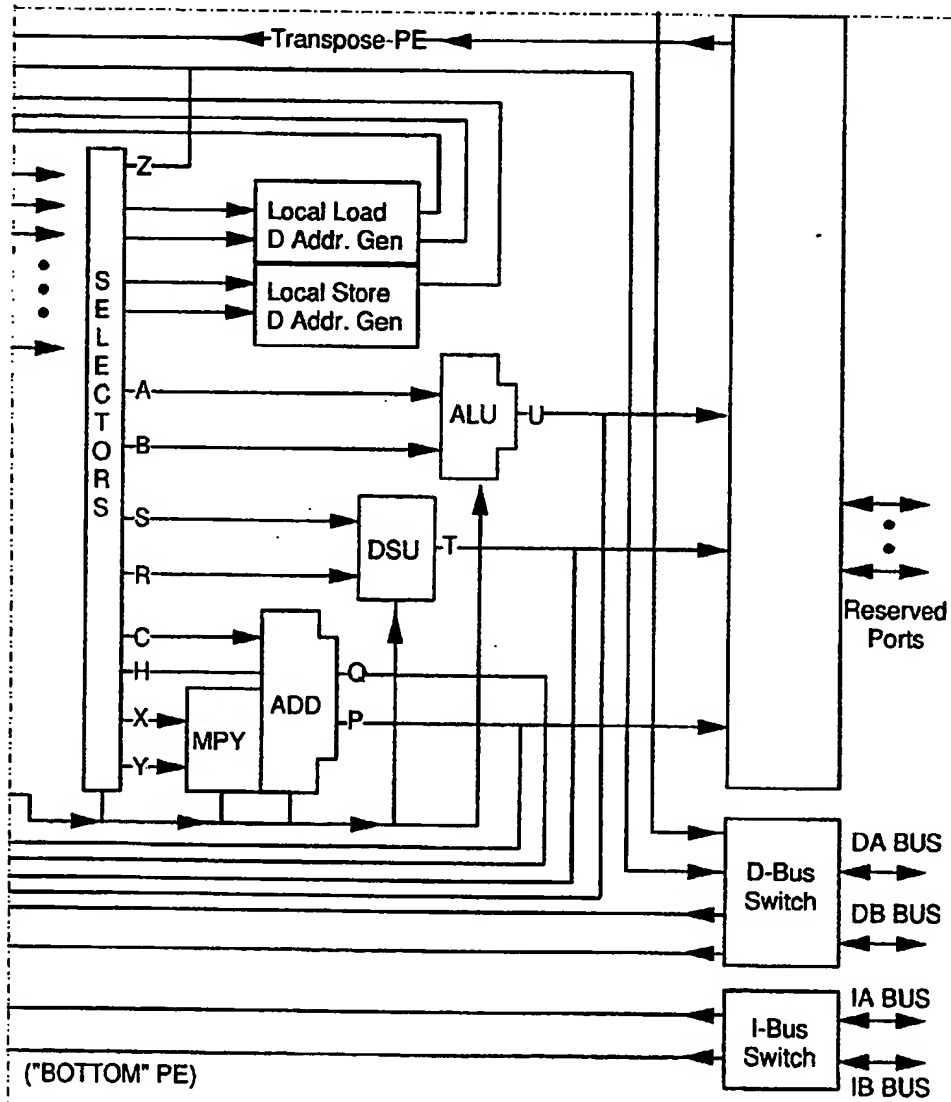 Transpose-PE
Z
Local Load
D Addr. Gen
Local Store
D Addr. Gen
SELECTORS
A
ALU
U
B
S
DSU
T
R
Reserved
Ports
C
H
ADD
Q
X
MPY
P
Y
DA BUS
D-Bus
Switch
DB BUS
IA BUS
I-Bus
Switch
IB BUS
("BOTTOM" PE)